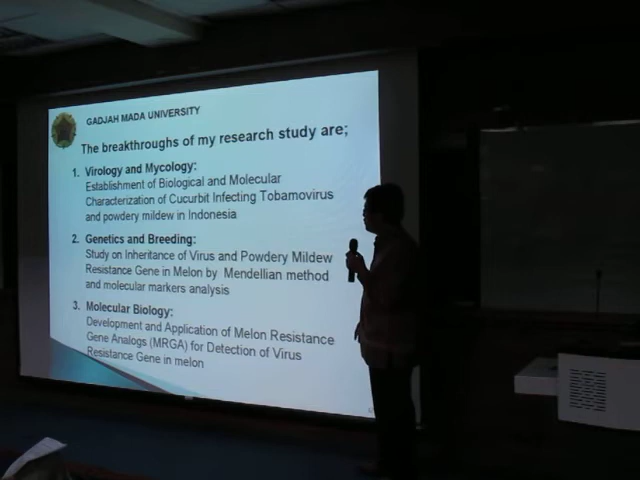 GADJAH MADA UNIVERSITY
The breakthroughs of my research study are;
1. Virology and Mycology:
Establishment of Biological and Molecular
Characterization of Cucurbit Infecting Tobamovirus
and powdery mildew in Indonesia
2. Genetics and Breeding:
Study on Inheritance of Virus and Powdery Mildew
Resistance Gene in Melon by Mendellian method
and molecular markers analysis
3. Molecular Biology:
Development and Application of Melon Resistance
Gene Analogs (MRGA) for Detection of Virus
Resistance Gene in melon